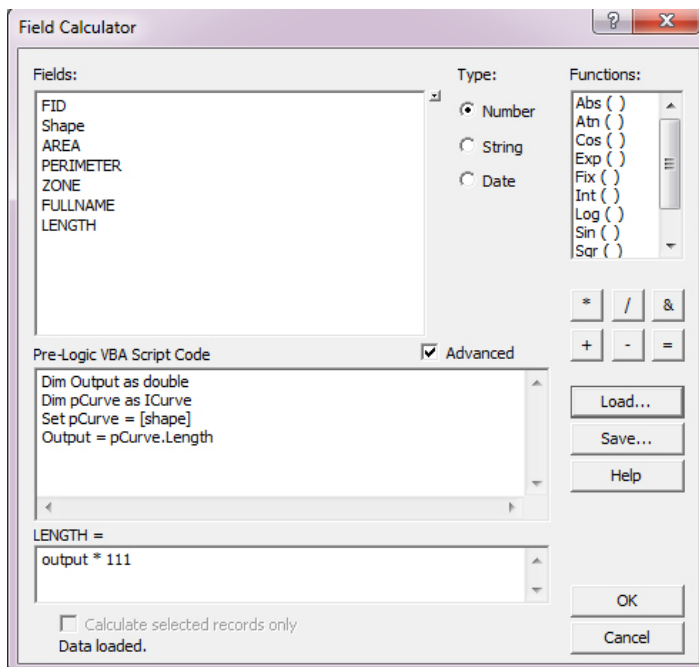 Field Calculator
?
X
Fields:
Type:
Functions:
FID
Shape
AREA
PERIMETER
ZONE
FULLNAME
LENGTH
Number
String
Date
Abs ( )
Atn ( )
Cos ( )
Exp ( )
Fix ( )
Int ( )
Log ( )
Sin ( )
Sqr ( )
* / &
+ - =
Pre-Logic VBA Script Code
Advanced
Dim Output as double
Dim pCurve as ICurve
Set pCurve = [shape]
Output = pCurve.Length
Load...
Save...
Help
LENGTH =
output * 111
Calculate selected records only
Data loaded.
OK
Cancel